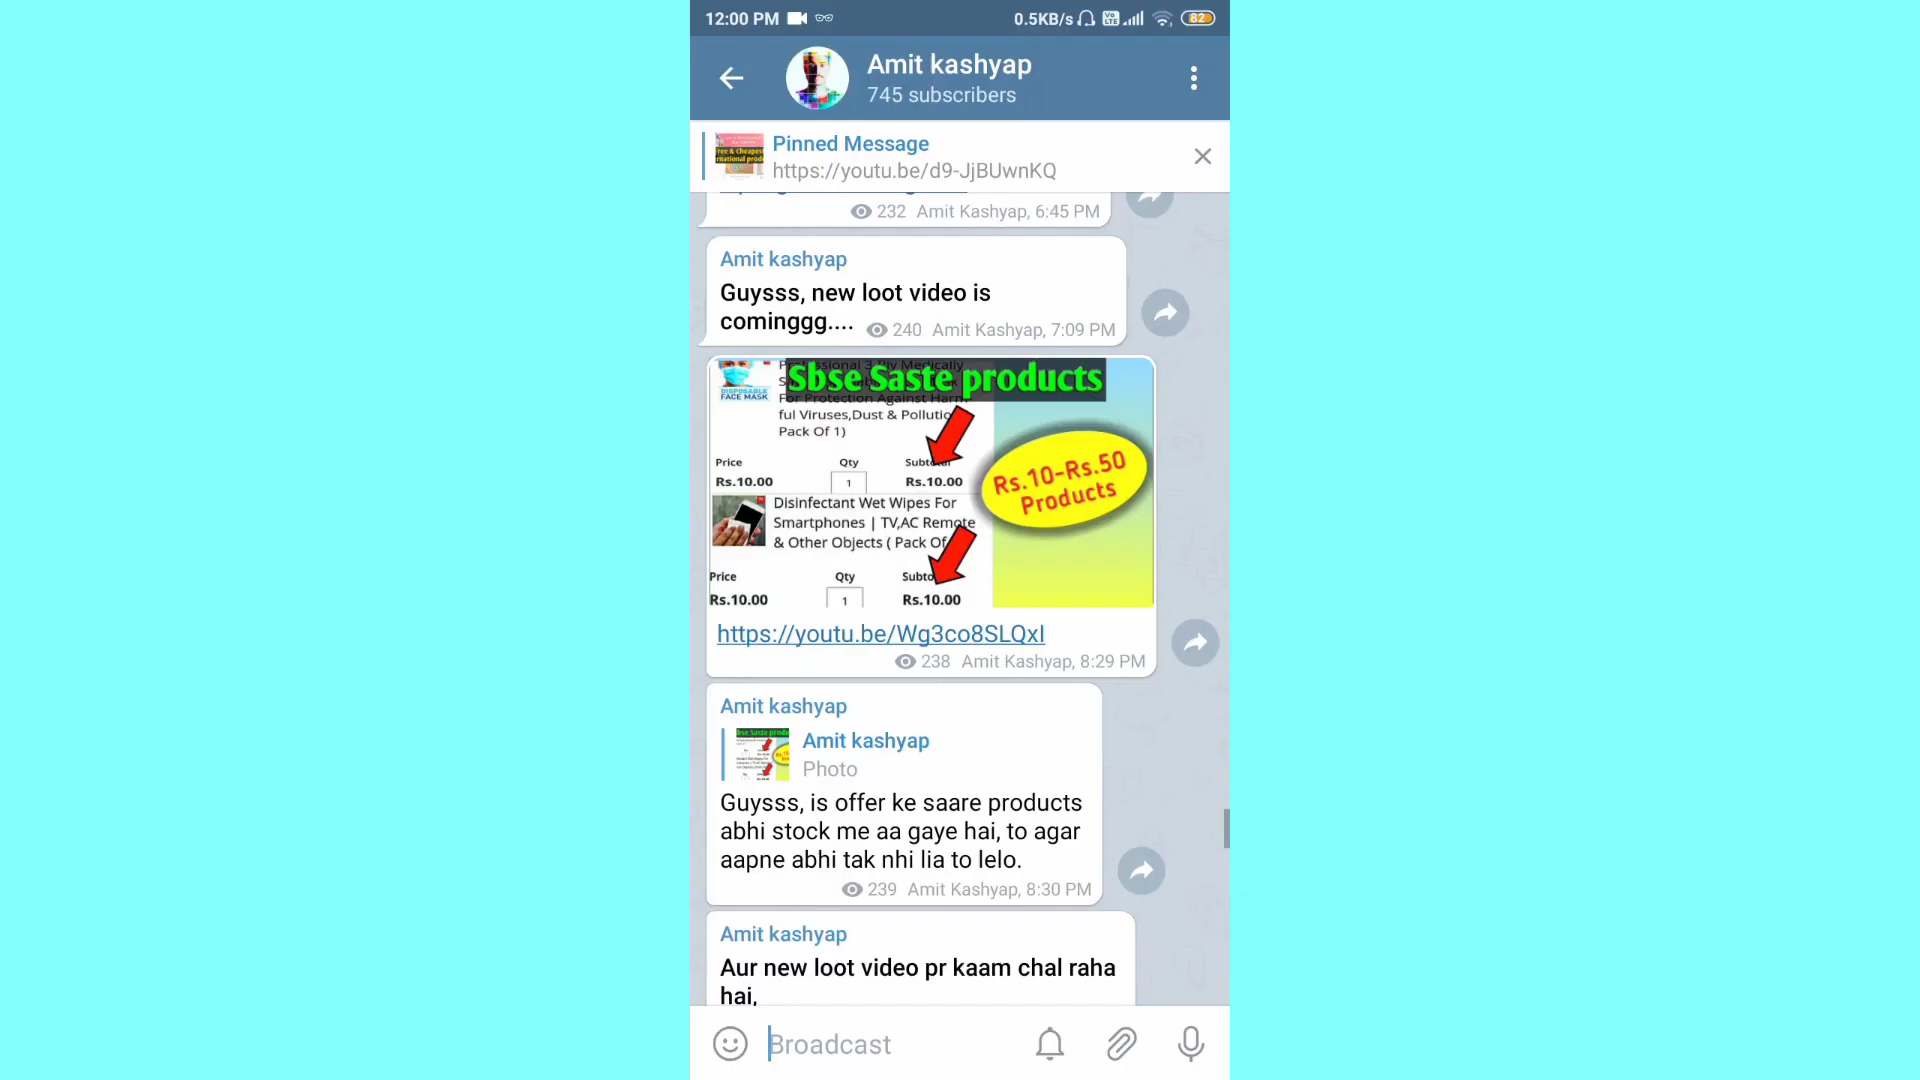 12:00 PM 0.5KB/s Vo LTE 82
Amit kashyap
745 subscribers
Pinned Message
https://youtu.be/d9-JjBUwnKQ
232 Amit Kashyap, 6:45 PM
Amit kashyap
Guysss, new loot video is
cominggg.... 240 Amit Kashyap, 7:09 PM
Sbse Saste products
DISPOSABLE
FACE MASK
For Protection Against Harm-
ful Viruses,Dust & Pollutio
Pack Of 1)
Price Qty
Rs.10.00 1 Rs.10.00
Rs.10-Rs.50
Products
Disinfectant Wet Wipes For
Smartphones | TV,AC Remote
& Other Objects ( Pack Of
Price Qty
Rs.10.00 1 Rs.10.00
https://youtu.be/Wg3co8SLQxI
238 Amit Kashyap, 8:29 PM
Amit kashyap
Amit kashyap
Photo
Guysss, is offer ke saare products
abhi stock me aa gaye hai, to agar
aapne abhi tak nhi lia to lelo.
239 Amit Kashyap, 8:30 PM
Amit kashyap
Aur new loot video pr kaam chal raha
hai,
Broadcast